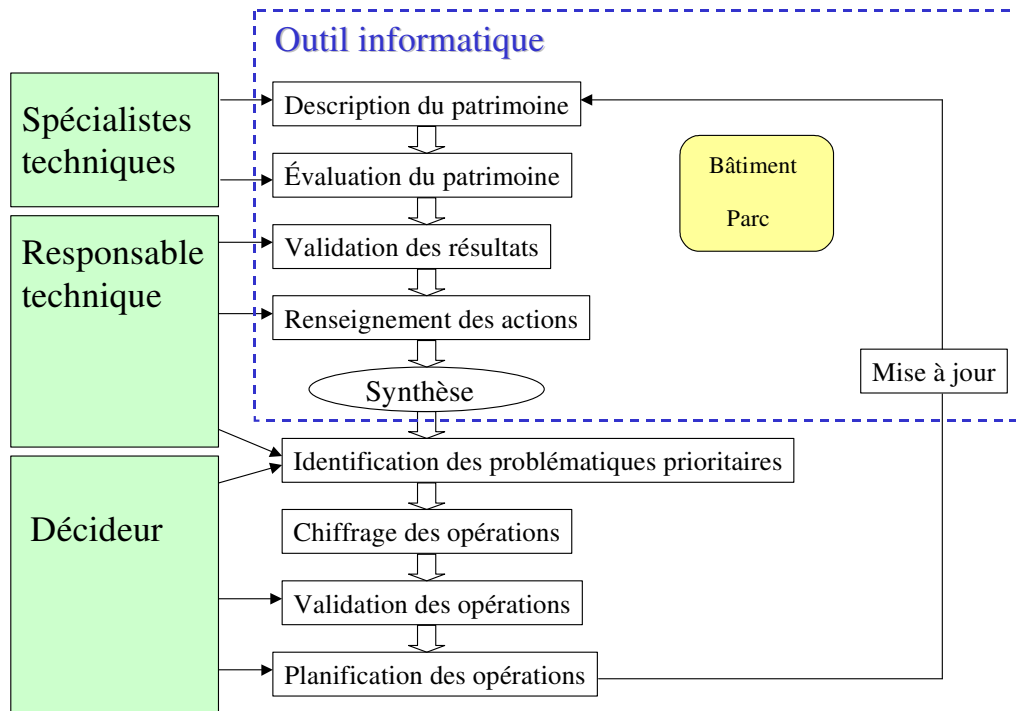 Outil informatique
Spécialistes
techniques
Responsable
technique
Décideur
Description du patrimoine
Évaluation du patrimoine
Validation des résultats
Renseignement des actions
Synthèse
Identification des problématiques prioritaires
Chiffrage des opérations
Validation des opérations
Planification des opérations
Bâtiment
Parc
Mise à jour